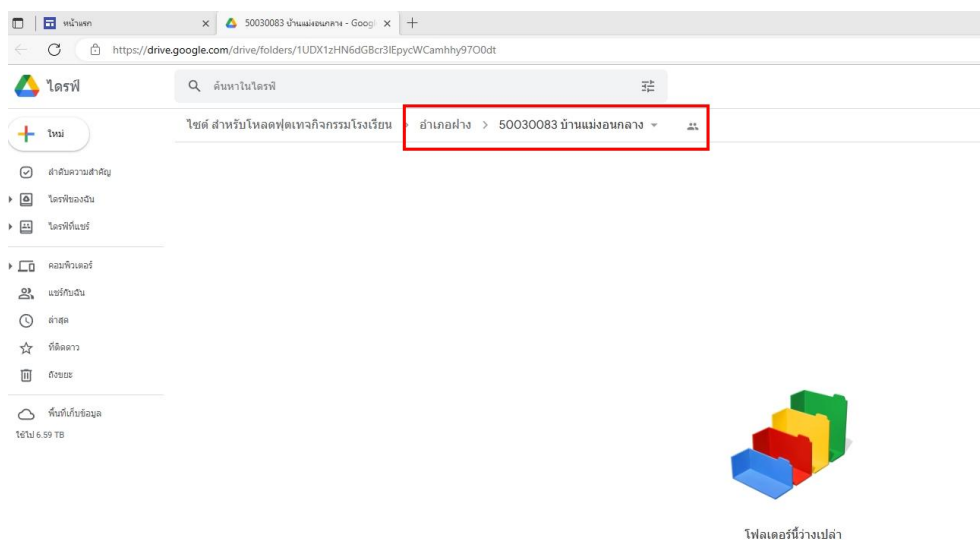 หน้าแรก
50030083 บ้านแม่งอนกลาง - Googl
https://drive.google.com/drive/folders/1UDX1zHN6dGBcr3IEpycWCamhhy97O0dt
ไดรฟ์
ค้นหาในไดรฟ์
ใหม่
ไซต์ สำหรับโหลดฟุตเทจกิจกรรมโรงเรียน > อำเภอฝาง > 50030083 บ้านแม่งอนกลาง
ลำดับความสำคัญ
ไดรฟ์ของฉัน
ไดรฟ์ที่แชร์
คอมพิวเตอร์
แชร์กับฉัน
ล่าสุด
ที่ติดดาว
ถังขยะ
พื้นที่เก็บข้อมูล
ใช้ไป 6.59 TB
โฟลเดอร์นี้ว่างเปล่า